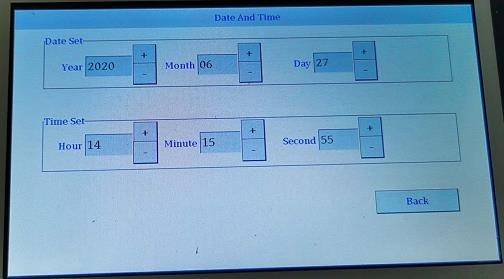 Date And Time
Date Set
Year 2020 + - Month 06 + - Day 27 + -
Time Set
Hour 14 + - Minute 15 + - Second 55 + -
Back